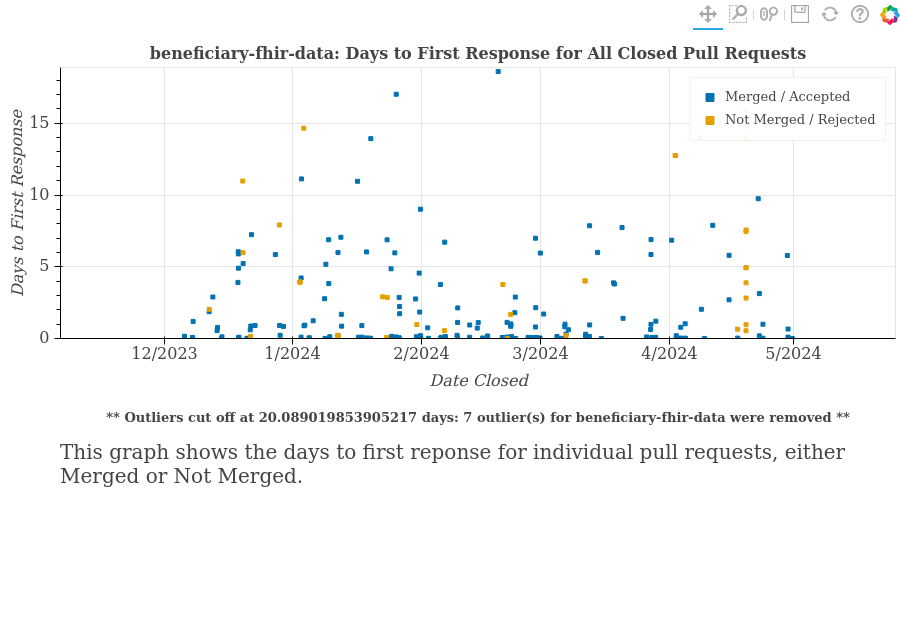 beneficiary-fhir-data: Days to First Response for All Closed Pull Requests
Merged / Accepted
Not Merged / Rejected
Days to First Response
15
10
5
0
12/2023 1/2024 2/2024 3/2024 4/2024 5/2024
Date Closed
** Outliers cut off at 20.089019853905217 days: 7 outlier(s) for beneficiary-fhir-data were removed **
This graph shows the days to first reponse for individual pull requests, either
Merged or Not Merged.